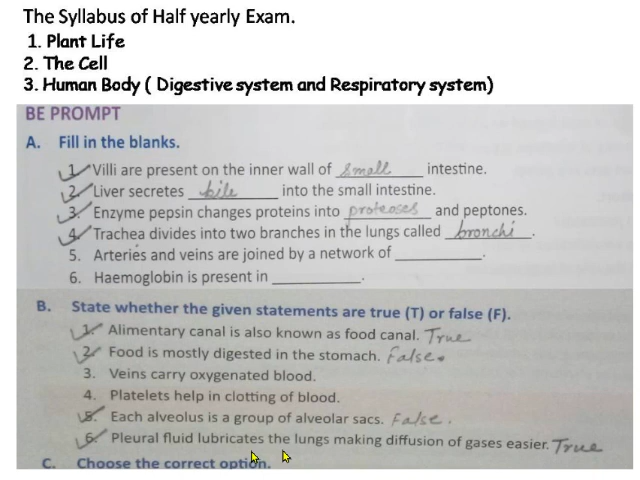 The Syllabus of Half yearly Exam.
1. Plant Life
2. The Cell
3. Human Body ( Digestive system and Respiratory system)
BE PROMPT
A. Fill in the blanks.
1. Villi are present on the inner wall of small intestine.
2. Liver secretes bile into the small intestine.
3. Enzyme pepsin changes proteins into proteoses and peptones.
4. Trachea divides into two branches in the lungs called bronchi.
5. Arteries and veins are joined by a network of ____________.
6. Haemoglobin is present in ____________.
B. State whether the given statements are true (T) or false (F).
1. Alimentary canal is also known as food canal. True
2. Food is mostly digested in the stomach. False.
3. Veins carry oxygenated blood.
4. Platelets help in clotting of blood.
5. Each alveolus is a group of alveolar sacs. False.
6. Pleural fluid lubricates the lungs making diffusion of gases easier. True
C. Choose the correct option.